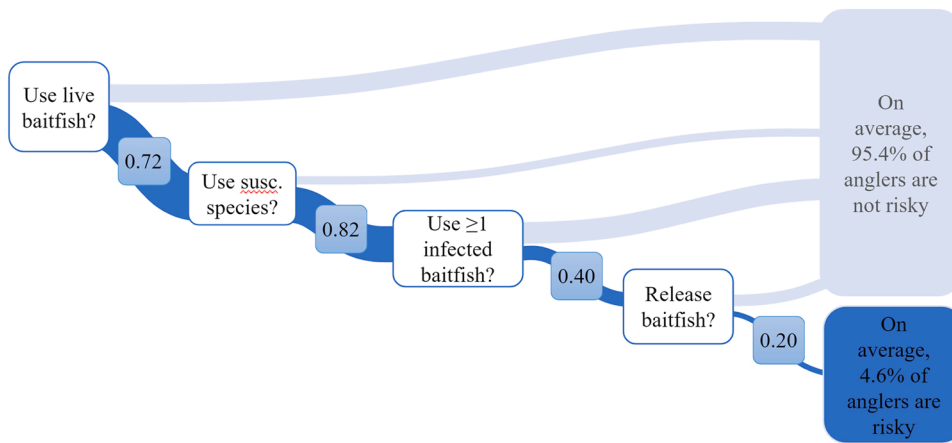 Use live
baitfish?
0.72
Use susc.
species?
0.82
Use ≥1
infected
baitfish?
0.40
Release
baitfish?
0.20
On
average,
95.4% of
anglers are
not risky
On
average,
4.6% of
anglers are
risky